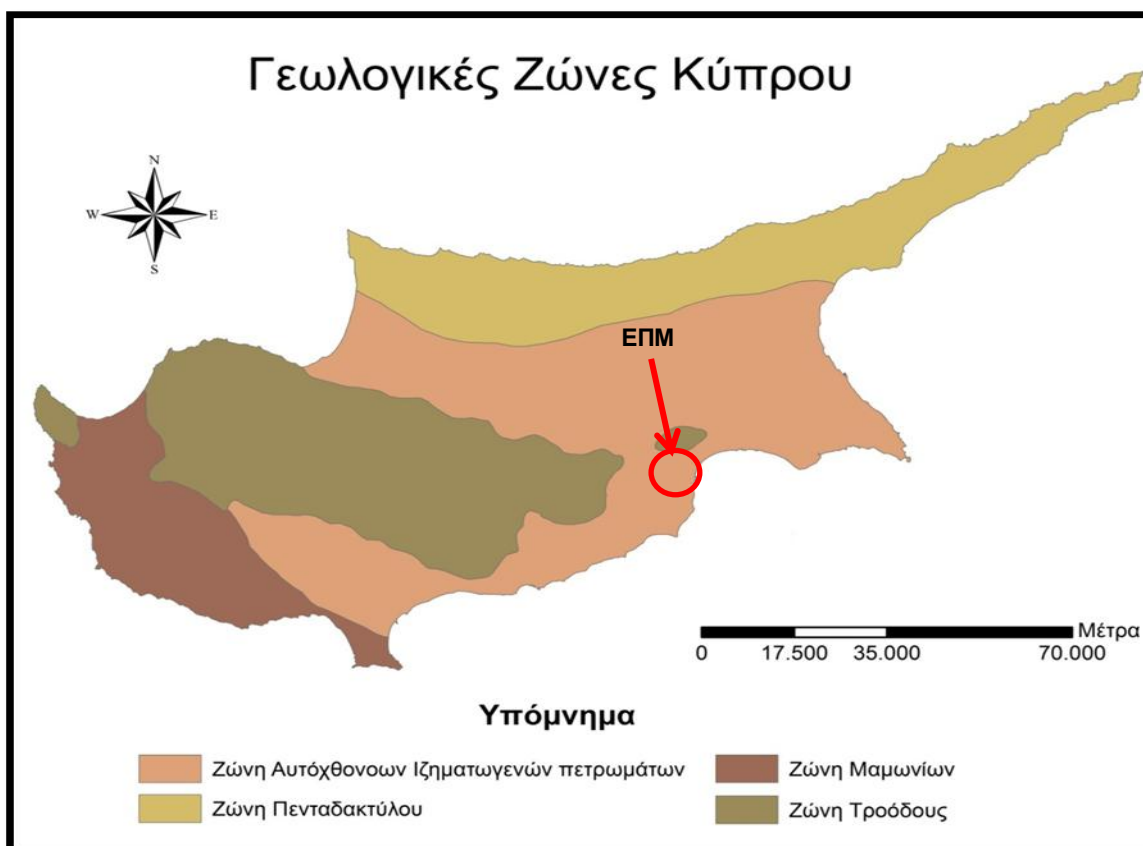 Γεωλογικές Ζώνες Κύπρου
N
W E
S
ΕΠΜ
Μέτρα
0 17.500 35.000 70.000
Υπόμνημα
Ζώνη Αυτόχθονοων Ιζηματωγενών πετρωμάτων
Ζώνη Μαμωνίων
Ζώνη Πενταδακτύλου
Ζώνη Τροόδους